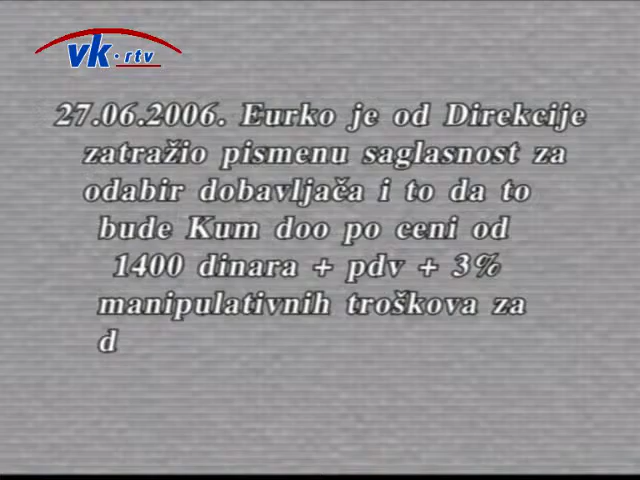 vk·rtv
27.06.2006. Eurko je od Direkcije
zatražio pismenu saglasnost za
odabir dobavljača i to da to
bude Kum doo po ceni od
1400 dinara + pdv + 3%
manipulativnih troškova za
d